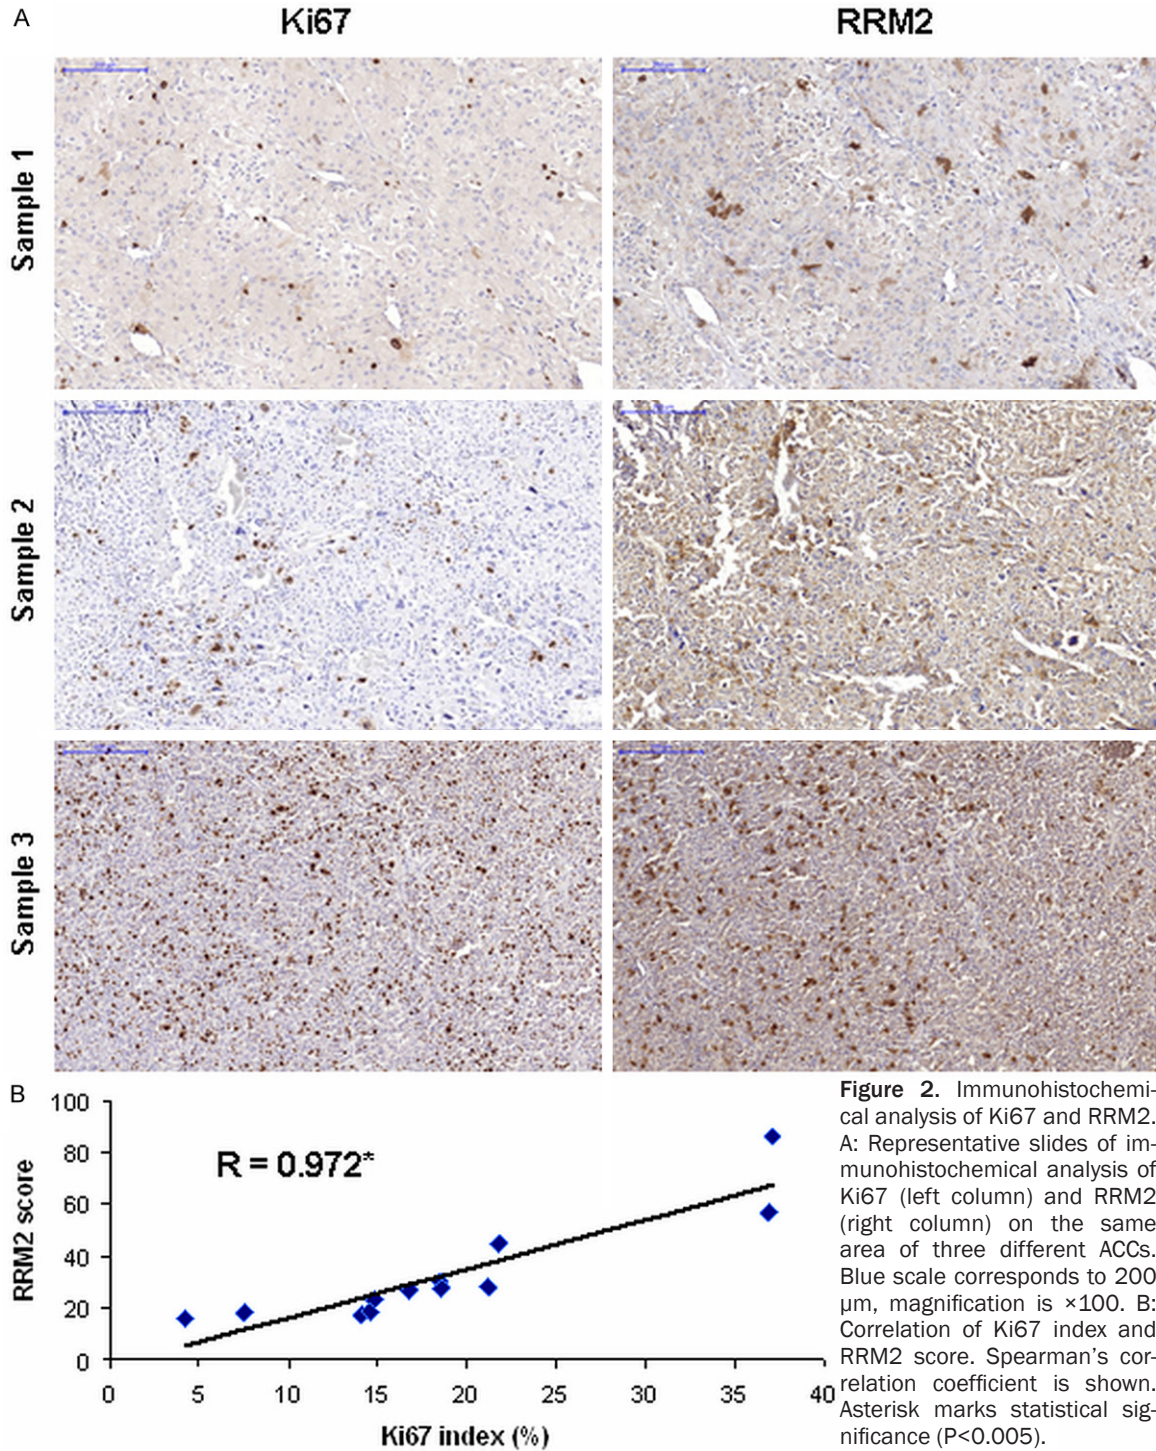 A
Ki67
RRM2
Sample 1
Sample 2
Sample 3
B
100
80
60
40
20
0
RRM2 score
R = 0.972*
0 5 10 15 20 25 30 35 40
Ki67 index (%)
Figure 2. Immunohistochemi-
cal analysis of Ki67 and RRM2.
A: Representative slides of im-
munohistochemical analysis of
Ki67 (left column) and RRM2
(right column) on the same
area of three different ACCs.
Blue scale corresponds to 200
µm, magnification is ×100. B:
Correlation of Ki67 index and
RRM2 score. Spearman's cor-
relation coefficient is shown.
Asterisk marks statistical sig-
nificance (P<0.005).